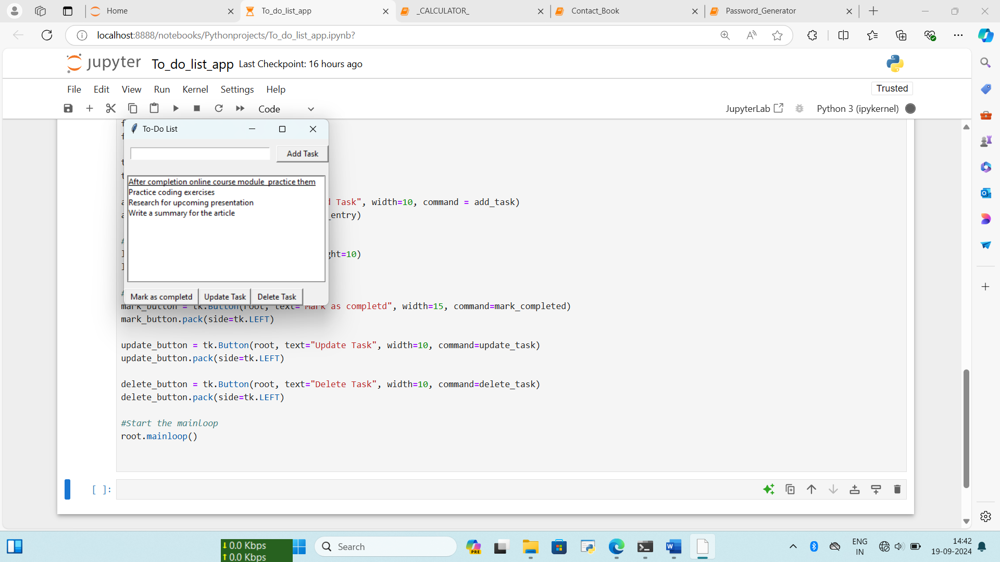 Home
To_do_list_app
_CALCULATOR_
Contact_Book
Password_Generator
localhost:8888/notebooks/Pythonprojects/To_do_list_app.ipynb?
jupyter To_do_list_app Last Checkpoint: 16 hours ago
File Edit View Run Kernel Settings Help
Trusted
Code
JupyterLab
Python 3 (ipykernel)
To-Do List
Add Task
After completion online course module practice them
Practice coding exercises
Research for upcoming presentation
Write a summary for the article
Task", width=10, command = add_task)
_entry)
ght=10)
Mark as completd Update Task Delete Task
mark_button = tk.Button(root, text="Mark as completd", width=15, command=mark_completed)
mark_button.pack(side=tk.LEFT)
update_button = tk.Button(root, text="Update Task", width=10, command=update_task)
update_button.pack(side=tk.LEFT)
delete_button = tk.Button(root, text="Delete Task", width=10, command=delete_task)
delete_button.pack(side=tk.LEFT)
#Start the mainloop
root.mainloop()
[ ]:
↓ 0.0 Kbps
↑ 0.0 Kbps
Search
PRE
ENG
IN
14:42
19-09-2024